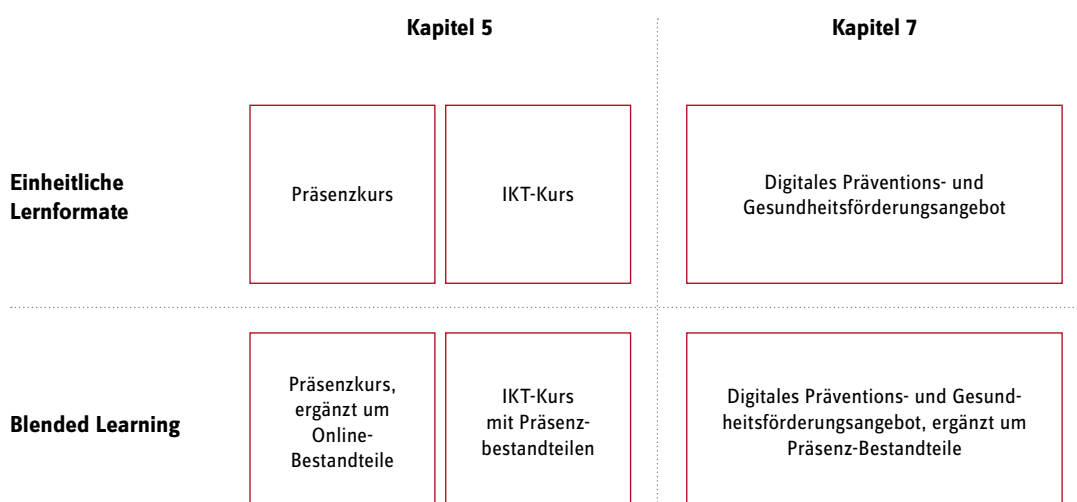 Kapitel 5
Kapitel 7
Einheitliche
Lernformate
Präsenzkurs
IKT-Kurs
Digitales Präventions- und
Gesundheitsförderungsangebot
Blended Learning
Präsenzkurs,
ergänzt um
Online-
Bestandteile
IKT-Kurs
mit Präsenz-
bestandteilen
Digitales Präventions- und Gesund-
heitsförderungsangebot, ergänzt um
Präsenz-Bestandteile